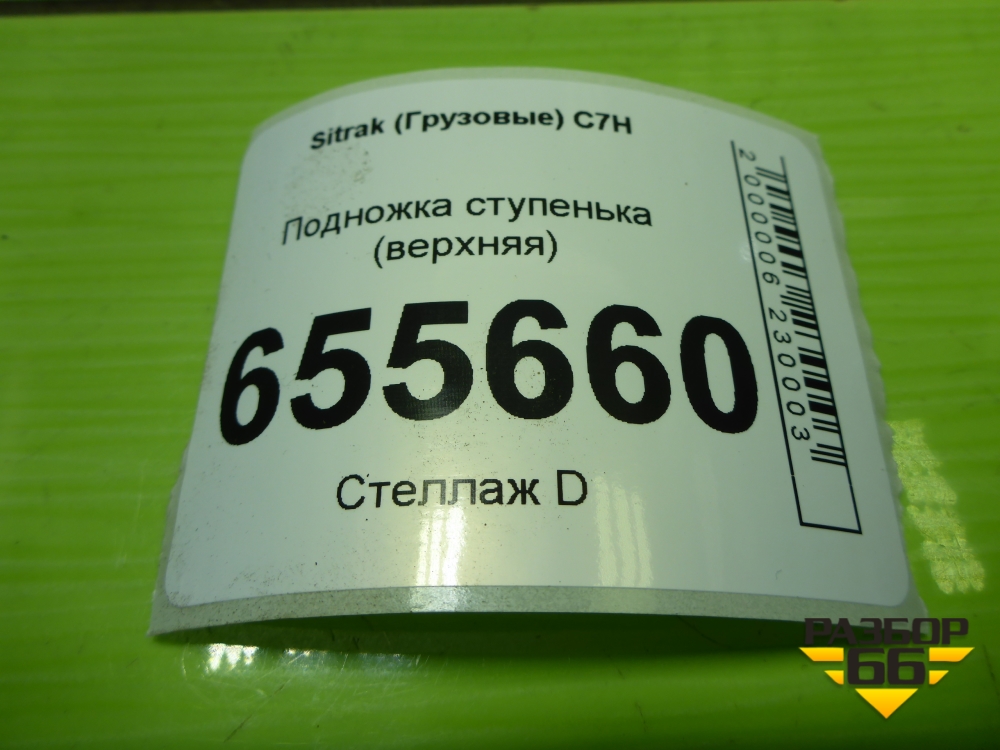 Sitrak (Грузовые) C7H
Подножка ступенька
(верхняя)
655660
Стеллаж D
2000006230003
РАЗБОР
66